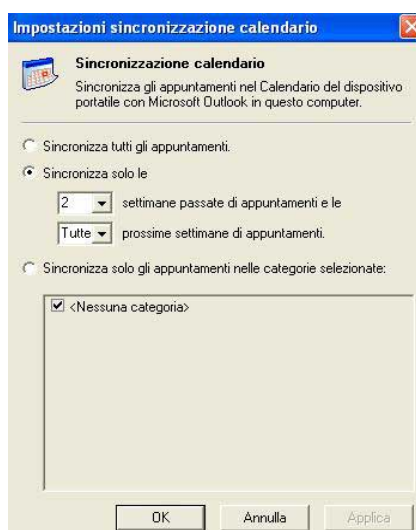 Impostazioni sincronizzazione calendario
Sincronizzazione calendario
Sincronizza gli appuntamenti nel Calendario del dispositivo
portatile con Microsoft Outlook in questo computer.
Sincronizza tutti gli appuntamenti.
Sincronizza solo le
2 settimane passate di appuntamenti e le
Tutte prossime settimane di appuntamenti.
Sincronizza solo gli appuntamenti nelle categorie selezionate:
<Nessuna categoria>
OK Annulla Applica